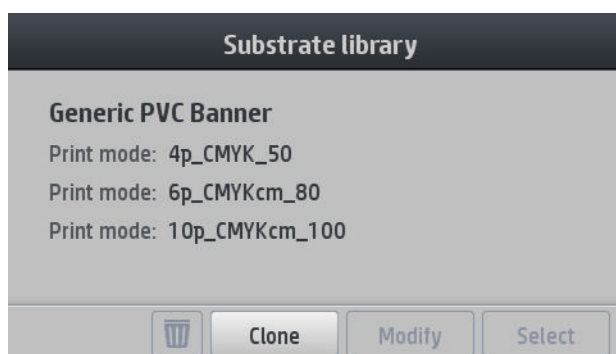 Substrate library
Generic PVC Banner
Print mode: 4p_CMYK_50
Print mode: 6p_CMYKcm_80
Print mode: 10p_CMYKcm_100
Clone Modify Select